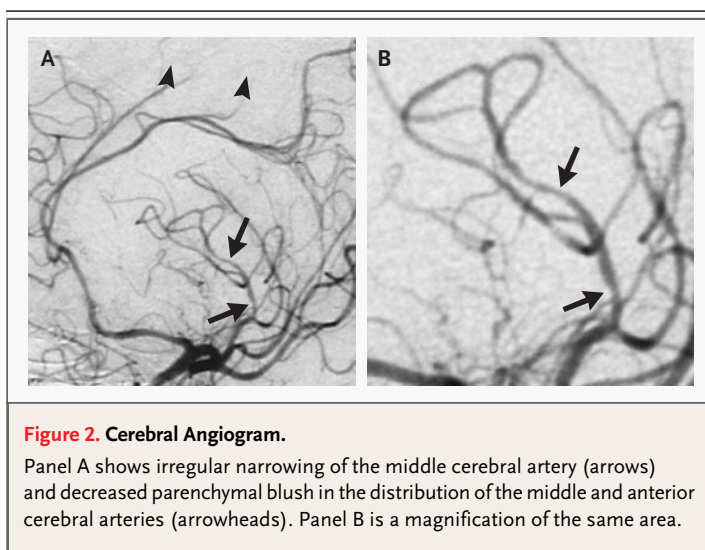 A
B
Figure 2. Cerebral Angiogram.
Panel A shows irregular narrowing of the middle cerebral artery (arrows)
and decreased parenchymal blush in the distribution of the middle and anterior
cerebral arteries (arrowheads). Panel B is a magnification of the same area.